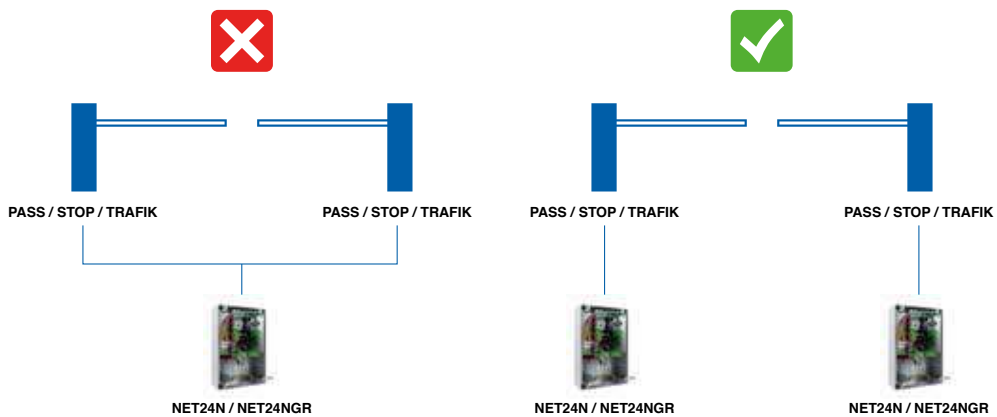 PASS / STOP / TRAFIK PASS / STOP / TRAFIK PASS / STOP / TRAFIK PASS / STOP / TRAFIK
NET24N / NET24NGR NET24N / NET24NGR NET24N / NET24NGR